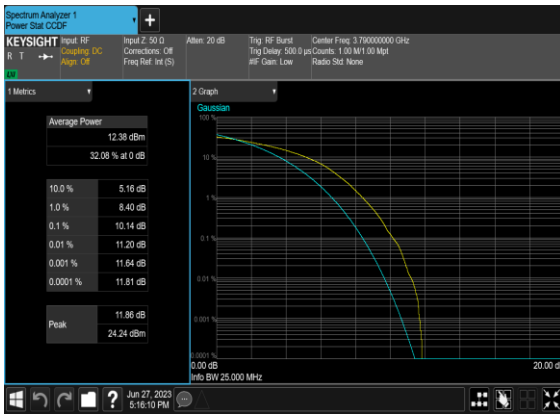 Spectrum Analyzer 1
Power Stat CCDF
+
KEYSIGHT
R T
Input: RF
Coupling: DC
Align: Off
Input Z: 50 Ω
Corrections: Off
Freq Ref: Int (S)
Atten: 20 dB
Trig: RF Burst
Trig Delay: 500.0 µs
#IF Gain: Low
Center Freq: 3.790000000 GHz
Counts: 1.00 M/1.00 Mpt
Radio Std: None
1 Metrics
Average Power
12.38 dBm
32.08 % at 0 dB
10.0 % 5.16 dB
1.0 % 8.40 dB
0.1 % 10.14 dB
0.01 % 11.20 dB
0.001 % 11.64 dB
0.0001 % 11.81 dB
Peak
11.86 dB
24.24 dBm
2 Graph
Gaussian
100 %
10 %
1 %
0.1 %
0.01 %
0.001 %
0.0001 %
0.00 dB
20.00 d
Info BW 25.000 MHz
?
Jun 27, 2023
5:16:10 PM